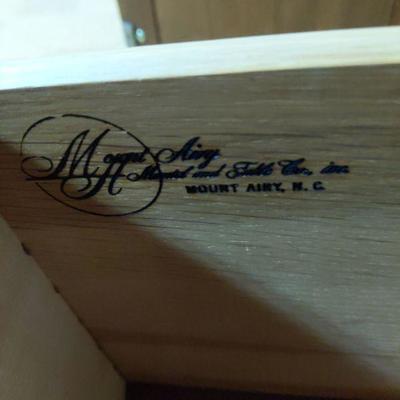 Mount Airy
Mantel and Table Co., inc.
MOUNT AIRY, N. C.